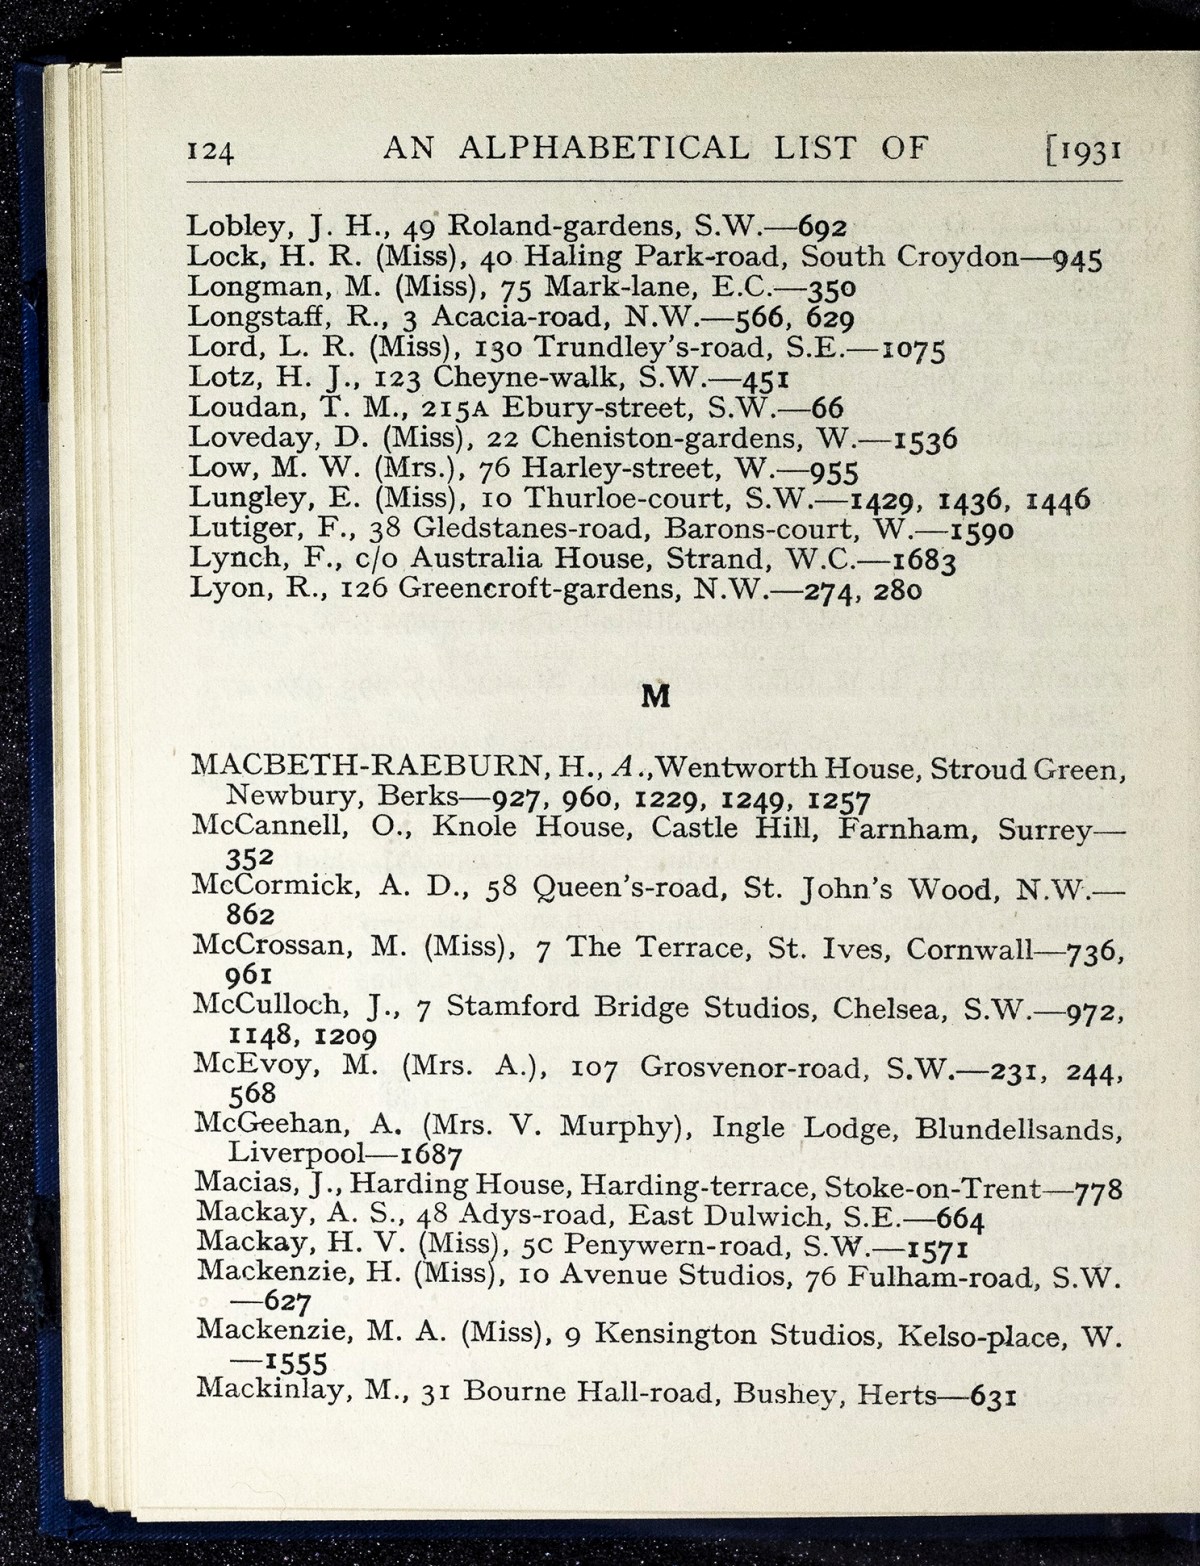 124 AN ALPHABETICAL LIST OF [1931
Lobley, J. H., 49 Roland-gardens, S.W.—692
Lock, H. R. (Miss), 40 Haling Park-road, South Croydon—945
Longman, M. (Miss), 75 Mark-lane, E.C.—350
Longstaff, R., 3 Acacia-road, N.W.—566, 629
Lord, L. R. (Miss), 130 Trundley's-road, S.E.—1075
Lotz, H. J., 123 Cheyne-walk, S.W.—451
Loudan, T. M., 215A Ebury-street, S.W.—66
Loveday, D. (Miss), 22 Cheniston-gardens, W.—1536
Low, M. W. (Mrs.), 76 Harley-street, W.—955
Lungley, E. (Miss), 10 Thurloe-court, S.W.—1429, 1436, 1446
Lutiger, F., 38 Gledstanes-road, Barons-court, W.—1590
Lynch, F., c/o Australia House, Strand, W.C.—1683
Lyon, R., 126 Greencroft-gardens, N.W.—274, 280
M
MACBETH-RAEBURN, H., A., Wentworth House, Stroud Green,
Newbury, Berks—927, 960, 1229, 1249, 1257
McCannell, O., Knole House, Castle Hill, Farnham, Surrey—
352
McCormick, A. D., 58 Queen's-road, St. John's Wood, N.W.—
862
McCrossan, M. (Miss), 7 The Terrace, St. Ives, Cornwall—736,
961
McCulloch, J., 7 Stamford Bridge Studios, Chelsea, S.W.—972,
1148, 1209
McEvoy, M. (Mrs. A.), 107 Grosvenor-road, S.W.—231, 244,
568
McGeehan, A. (Mrs. V. Murphy), Ingle Lodge, Blundellsands,
Liverpool—1687
Macias, J., Harding House, Harding-terrace, Stoke-on-Trent—778
Mackay, A. S., 48 Adys-road, East Dulwich, S.E.—664
Mackay, H. V. (Miss), 5C Penywern-road, S.W.—1571
Mackenzie, H. (Miss), 10 Avenue Studios, 76 Fulham-road, S.W.
—627
Mackenzie, M. A. (Miss), 9 Kensington Studios, Kelso-place, W.
—1555
Mackinlay, M., 31 Bourne Hall-road, Bushey, Herts—631